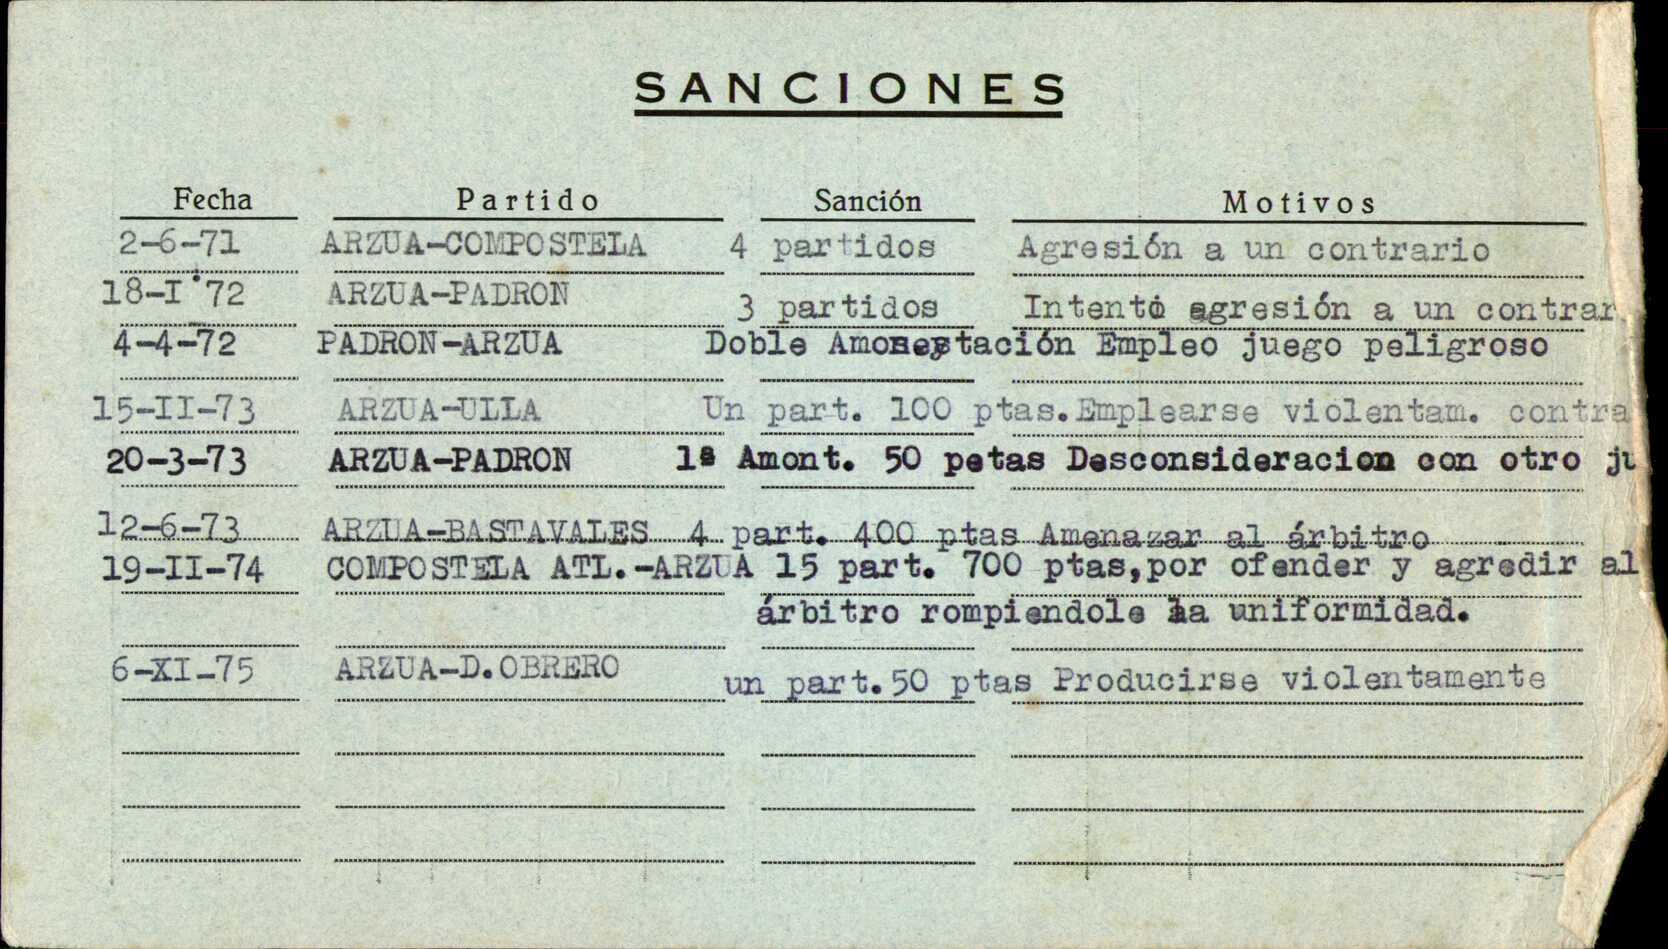 SANCIONES
Fecha Partido Sanción Motivos
2-6-71 ARZUA-COMPOSTELA 4 partidos Agresión a un contrario
18-I-72 ARZUA-PADRON 3 partidos Intento agresión a un contrar
4-4-72 PADRON-ARZUA Doble Amonestación Empleo juego peligroso
15-II-73 ARZUA-ULLA Un part. 100 ptas. Emplearse violentam. contra
20-3-73 ARZUA-PADRON 1ª Amont. 50 petas Desconsideracion con otro ju
12-6-73 ARZUA-BASTAVALES 4 part. 400 ptas Amenazar al árbitro
19-II-74 COMPOSTELA ATL.-ARZUA 15 part. 700 ptas, por ofender y agredir al
árbitro rompiendole la uniformidad.
6-XI-75 ARZUA-D.OBRERO un part. 50 ptas Producirse violentamente